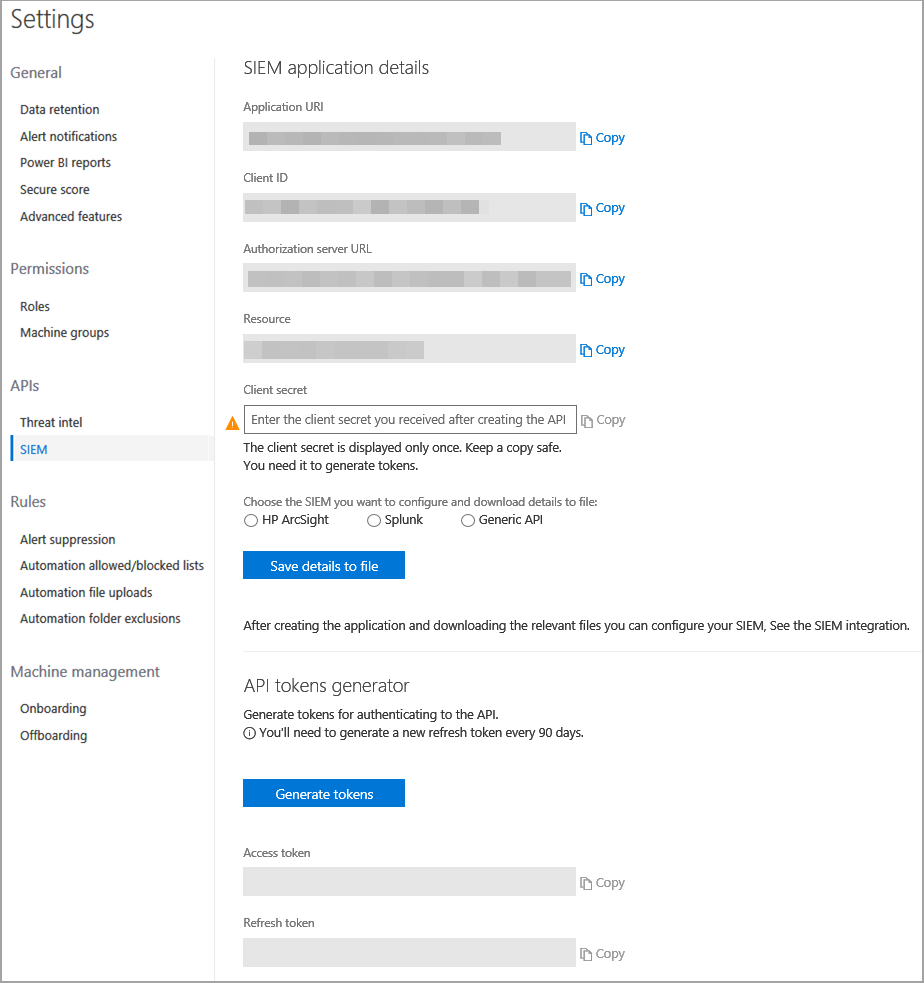 Settings
General
Data retention
Alert notifications
Power BI reports
Secure score
Advanced features
Permissions
Roles
Machine groups
APIs
Threat intel
SIEM
Rules
Alert suppression
Automation allowed/blocked lists
Automation file uploads
Automation folder exclusions
Machine management
Onboarding
Offboarding
SIEM application details
Application URI
Copy
Client ID
Copy
Authorization server URL
Copy
Resource
Copy
Client secret
Enter the client secret you received after creating the API
Copy
The client secret is displayed only once. Keep a copy safe.
You need it to generate tokens.
Choose the SIEM you want to configure and download details to file:
HP ArcSight Splunk Generic API
Save details to file
After creating the application and downloading the relevant files you can configure your SIEM, See the SIEM integration.
API tokens generator
Generate tokens for authenticating to the API.
You'll need to generate a new refresh token every 90 days.
Generate tokens
Access token
Copy
Refresh token
Copy